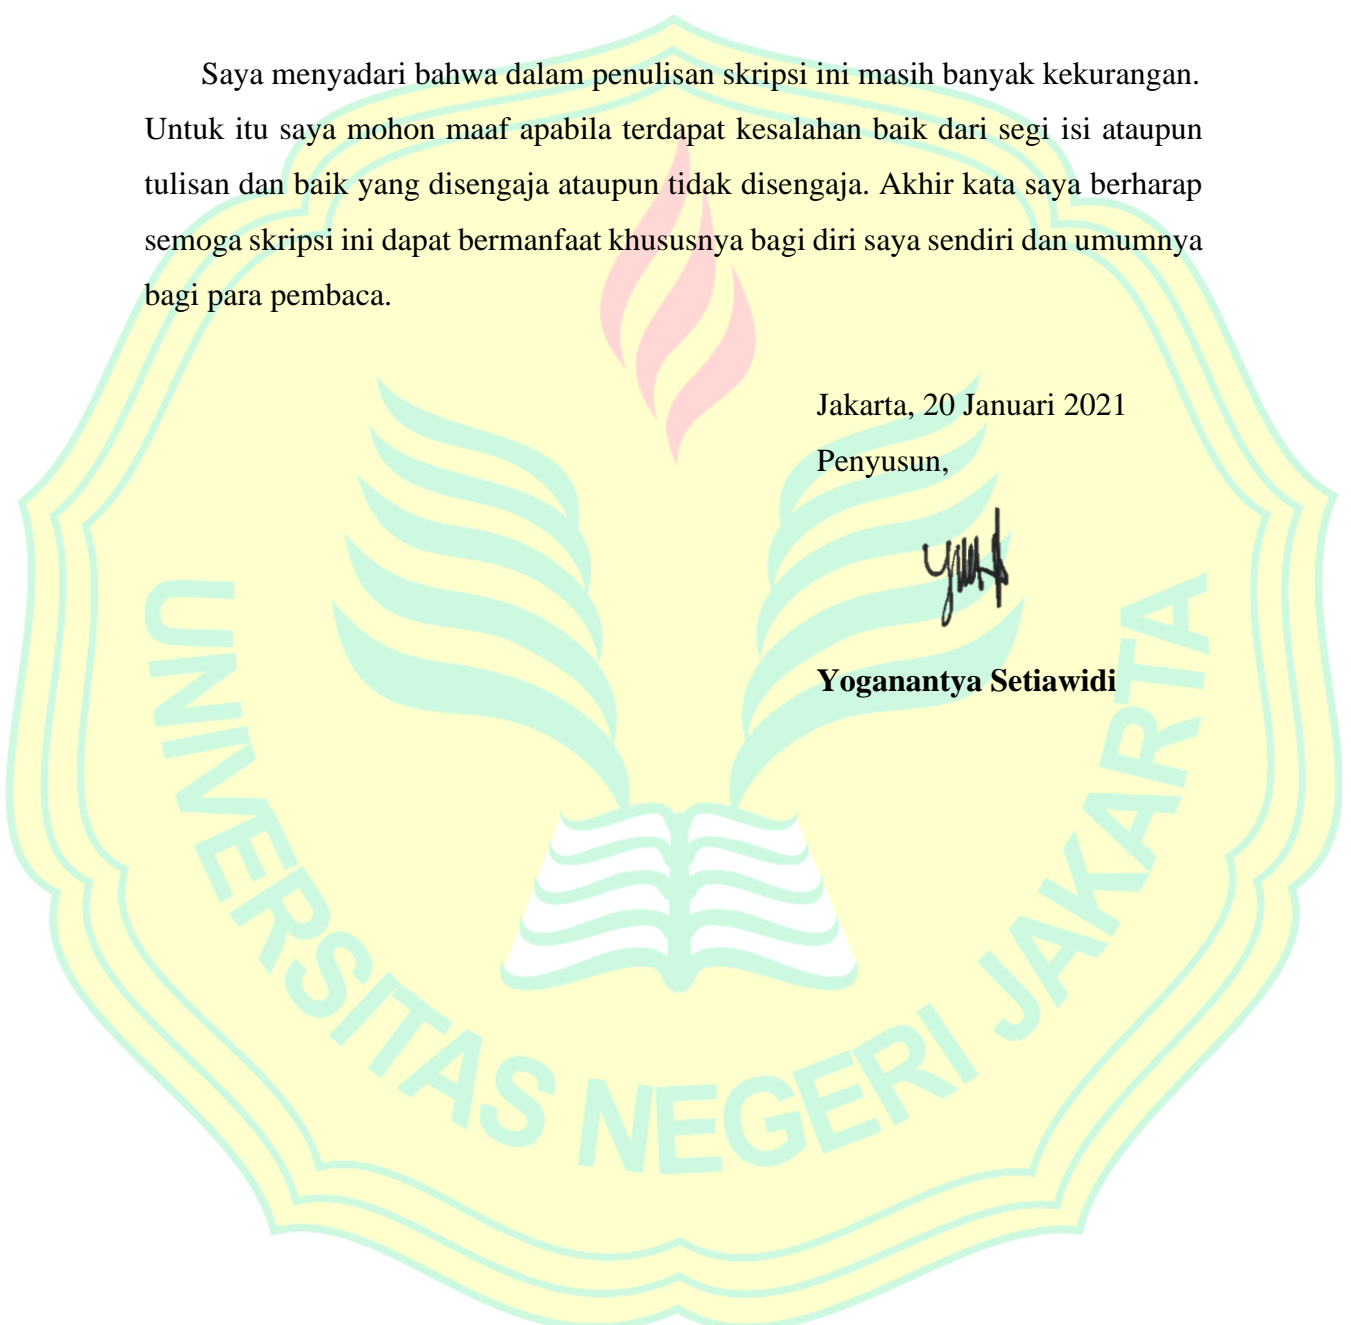 Saya menyadari bahwa dalam penulisan skripsi ini masih banyak kekurangan.
Untuk itu saya mohon maaf apabila terdapat kesalahan baik dari segi isi ataupun
tulisan dan baik yang disengaja ataupun tidak disengaja. Akhir kata saya berharap
semoga skripsi ini dapat bermanfaat khususnya bagi diri saya sendiri dan umumnya
bagi para pembaca.
Jakarta, 20 Januari 2021
Penyusun,
Yoganantya Setiawidi
UNIVERSITAS NEGERI JAKARTA